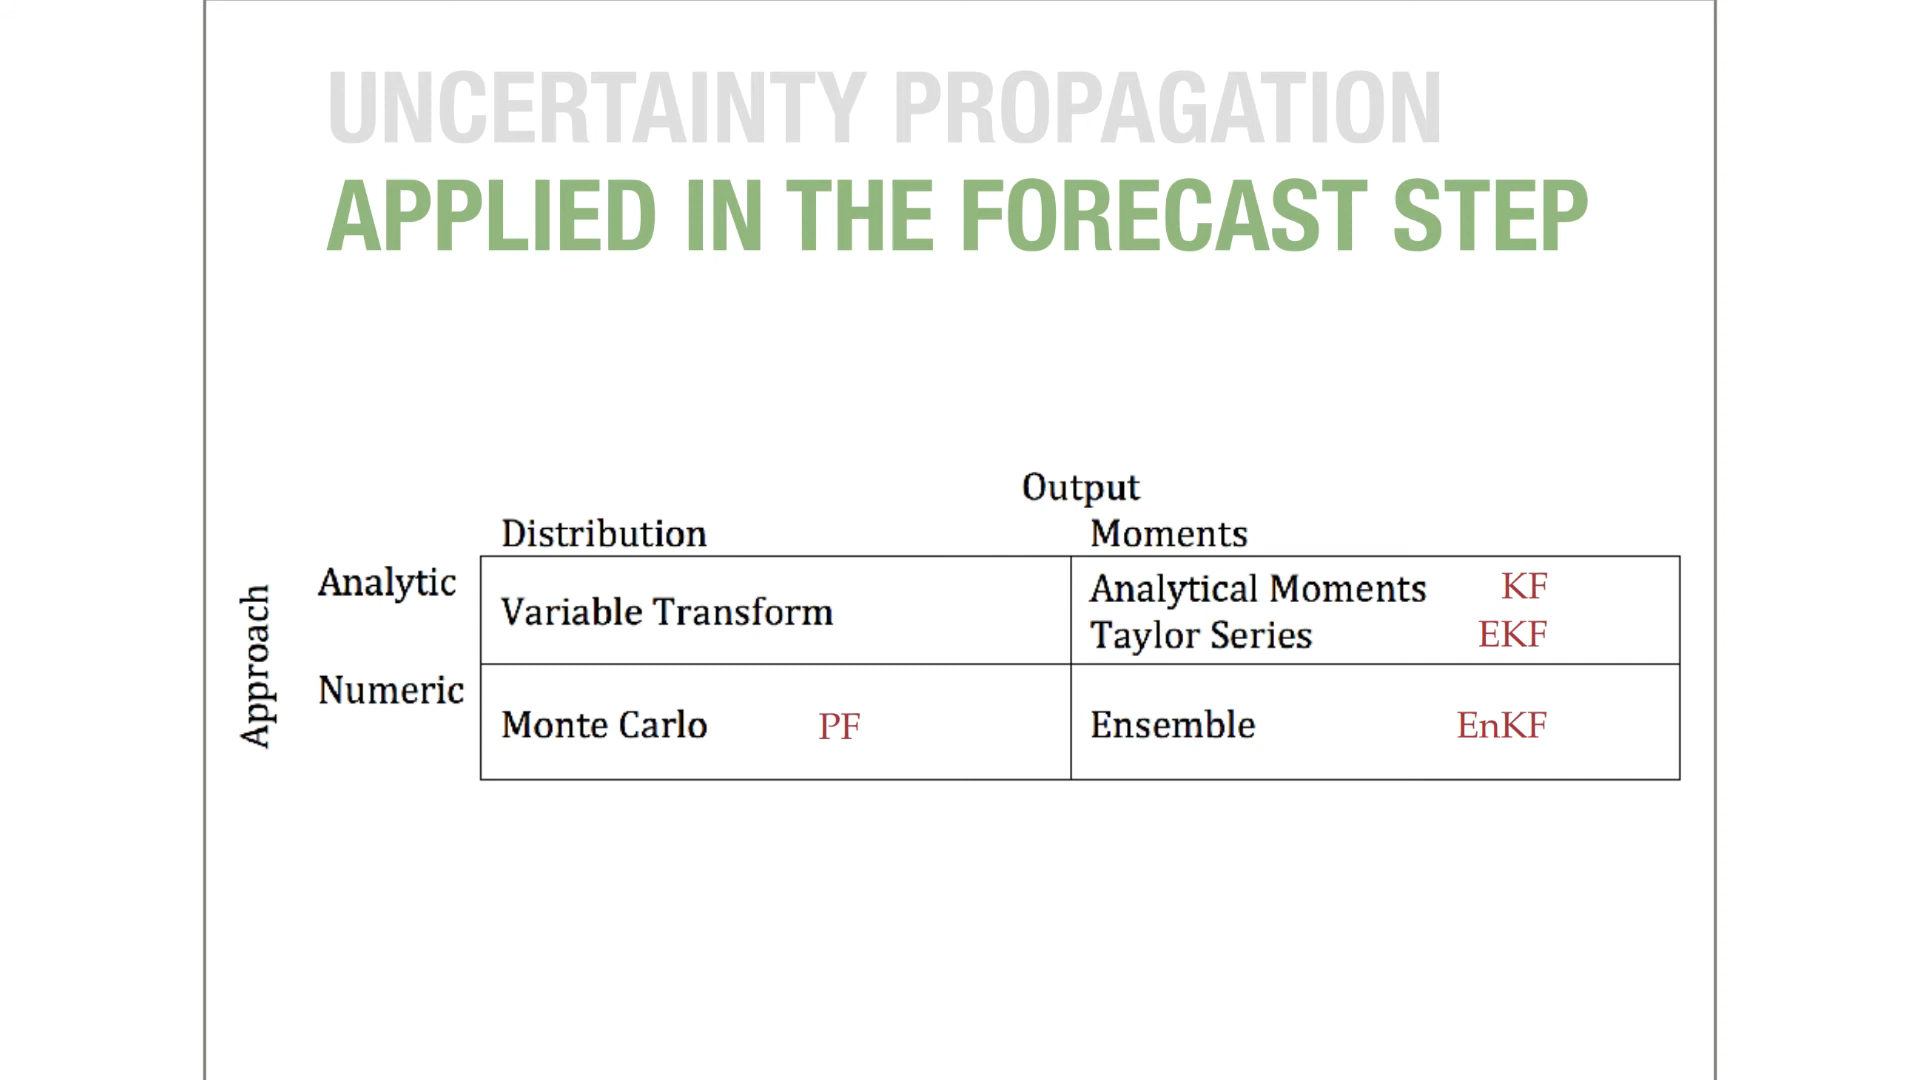 UNCERTAINTY PROPAGATION
APPLIED IN THE FORECAST STEP
Output
Distribution Moments
Approach
Analytic
Variable Transform
Analytical Moments KF
Taylor Series EKF
Numeric
Monte Carlo PF
Ensemble EnKF